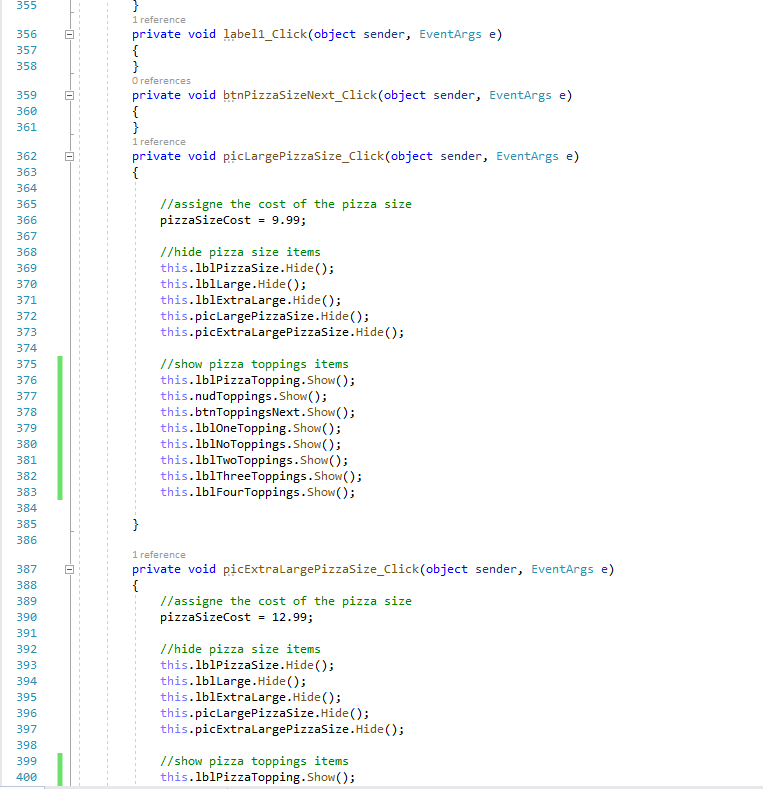 355 }
1 reference
356 private void label1_Click(object sender, EventArgs e)
357 {
358 }
0 references
359 private void btnPizzaSizeNext_Click(object sender, EventArgs e)
360 {
361 }
1 reference
362 private void picLargePizzaSize_Click(object sender, EventArgs e)
363 {
364
365 //assigne the cost of the pizza size
366 pizzaSizeCost = 9.99;
367
368 //hide pizza size items
369 this.lblPizzaSize.Hide();
370 this.lblLarge.Hide();
371 this.lblExtraLarge.Hide();
372 this.picLargePizzaSize.Hide();
373 this.picExtraLargePizzaSize.Hide();
374
375 //show pizza toppings items
376 this.lblPizzaTopping.Show();
377 this.nudToppings.Show();
378 this.btnToppingsNext.Show();
379 this.lblOneTopping.Show();
380 this.lblNoToppings.Show();
381 this.lblTwoToppings.Show();
382 this.lblThreeToppings.Show();
383 this.lblFourToppings.Show();
384
385 }
386
1 reference
387 private void picExtraLargePizzaSize_Click(object sender, EventArgs e)
388 {
389 //assigne the cost of the pizza size
390 pizzaSizeCost = 12.99;
391
392 //hide pizza size items
393 this.lblPizzaSize.Hide();
394 this.lblLarge.Hide();
395 this.lblExtraLarge.Hide();
396 this.picLargePizzaSize.Hide();
397 this.picExtraLargePizzaSize.Hide();
398
399 //show pizza toppings items
400 this.lblPizzaTopping.Show();